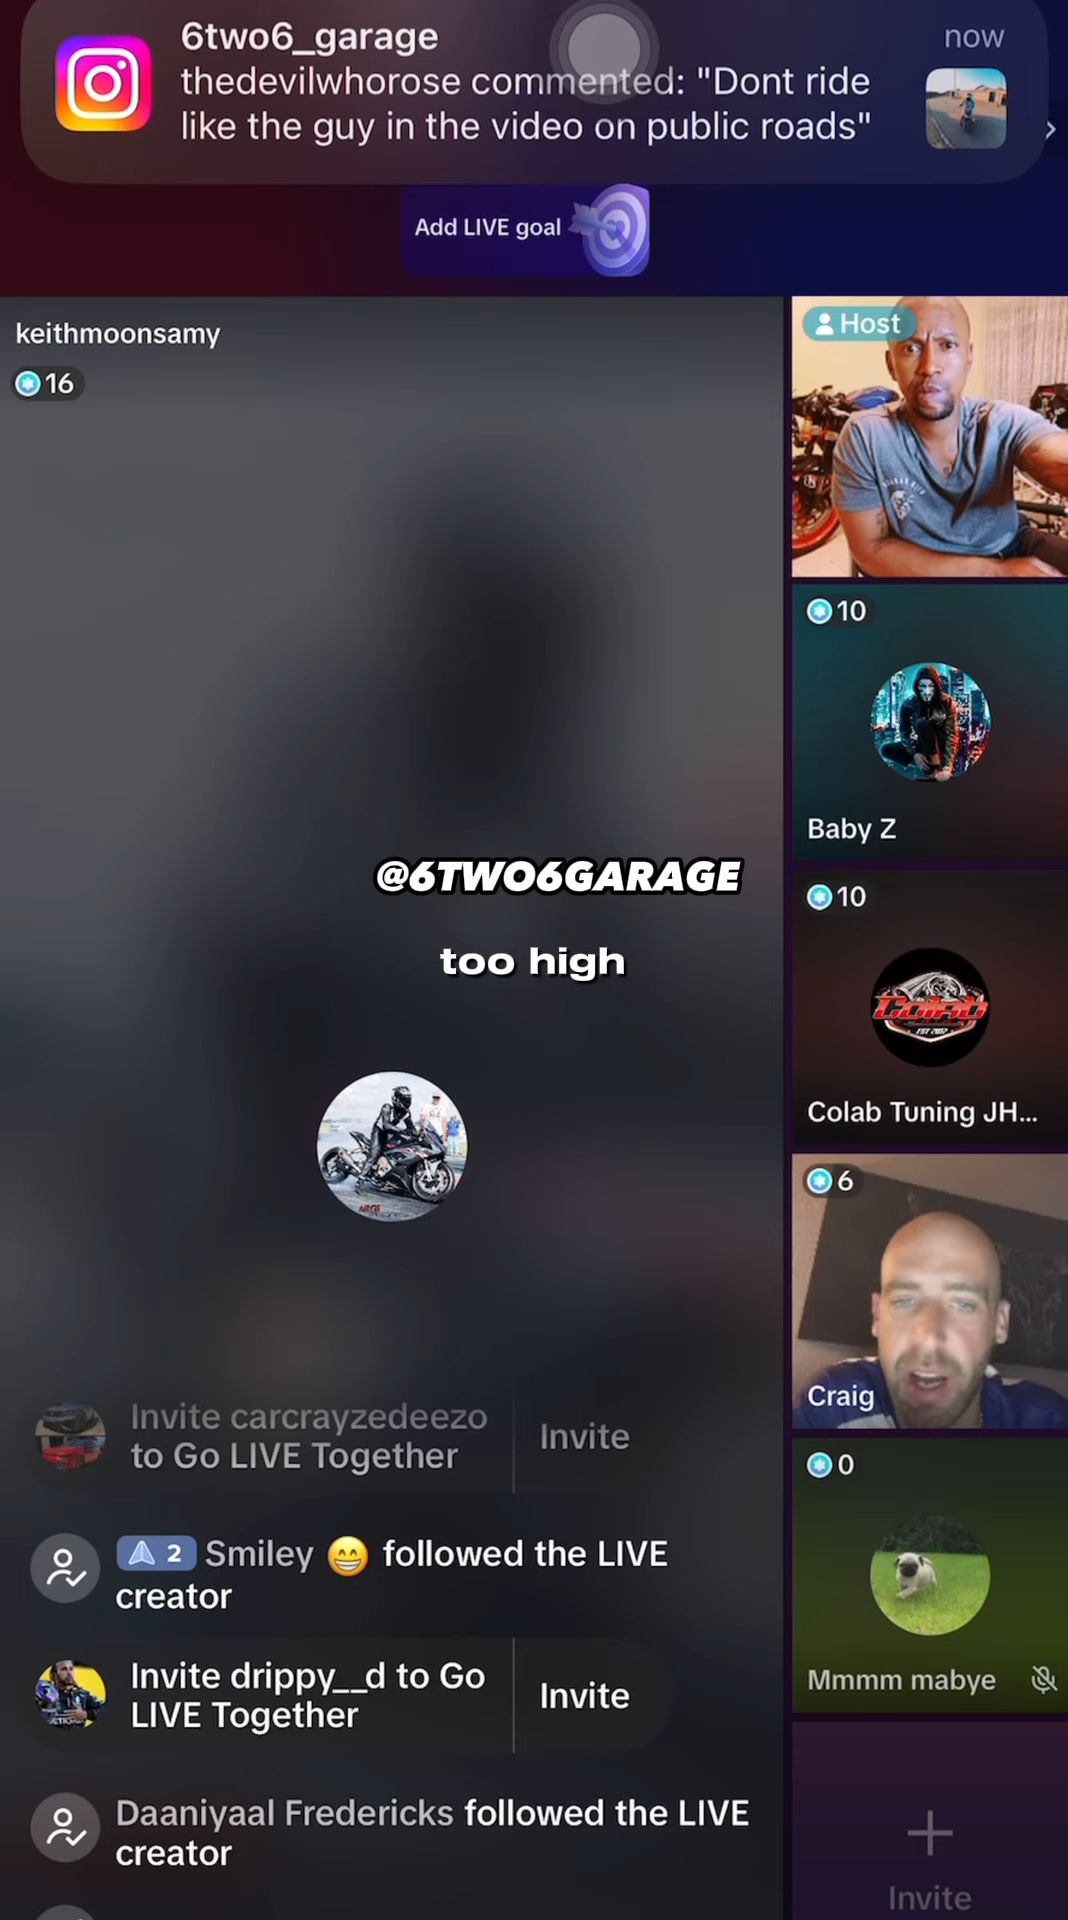 6two6_garage
now
thedevilwhorose commented: "Dont ride
like the guy in the video on public roads"
Add LIVE goal
keithmoonsamy
16
Host
10
Baby Z
@6TWO6GARAGE
too high
10
Colab
EST 2017
Colab Tuning JH...
6
Craig
Invite carcrayzedeezo
to Go LIVE Together
Invite
0
Mmmm mabye
2 Smiley 😁 followed the LIVE
creator
Invite drippy__d to Go
LIVE Together
Invite
Daaniyaal Fredericks followed the LIVE
creator
Invite